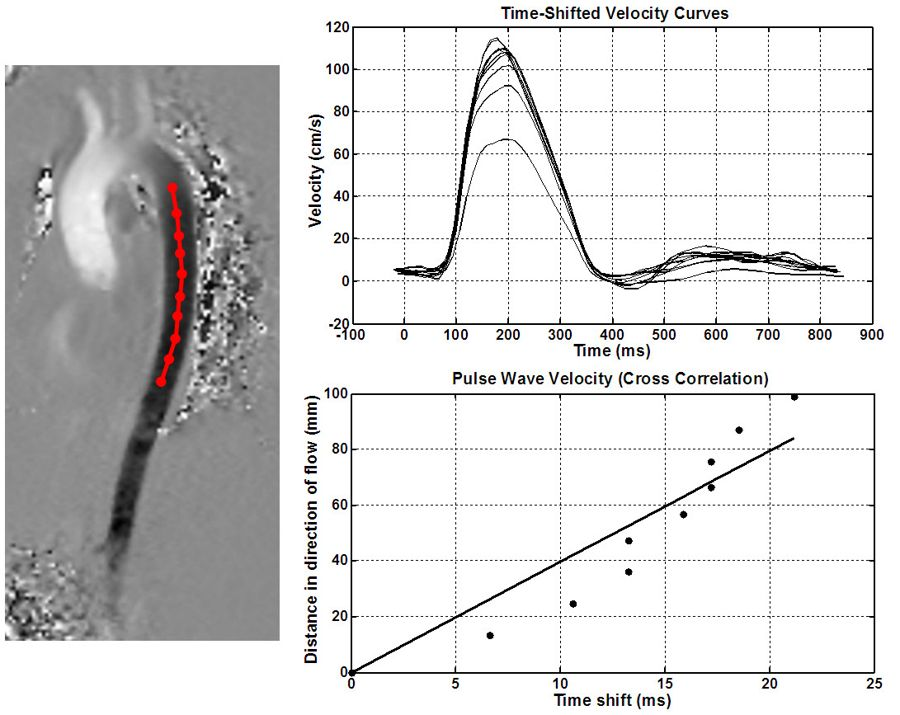 Time-Shifted Velocity Curves
120
100
80
60
40
20
0
-20
Velocity (cm/s)
-100 0 100 200 300 400 500 600 700 800 900
Time (ms)
Pulse Wave Velocity (Cross Correlation)
100
80
60
40
20
0
Distance in direction of flow (mm)
0 5 10 15 20 25
Time shift (ms)